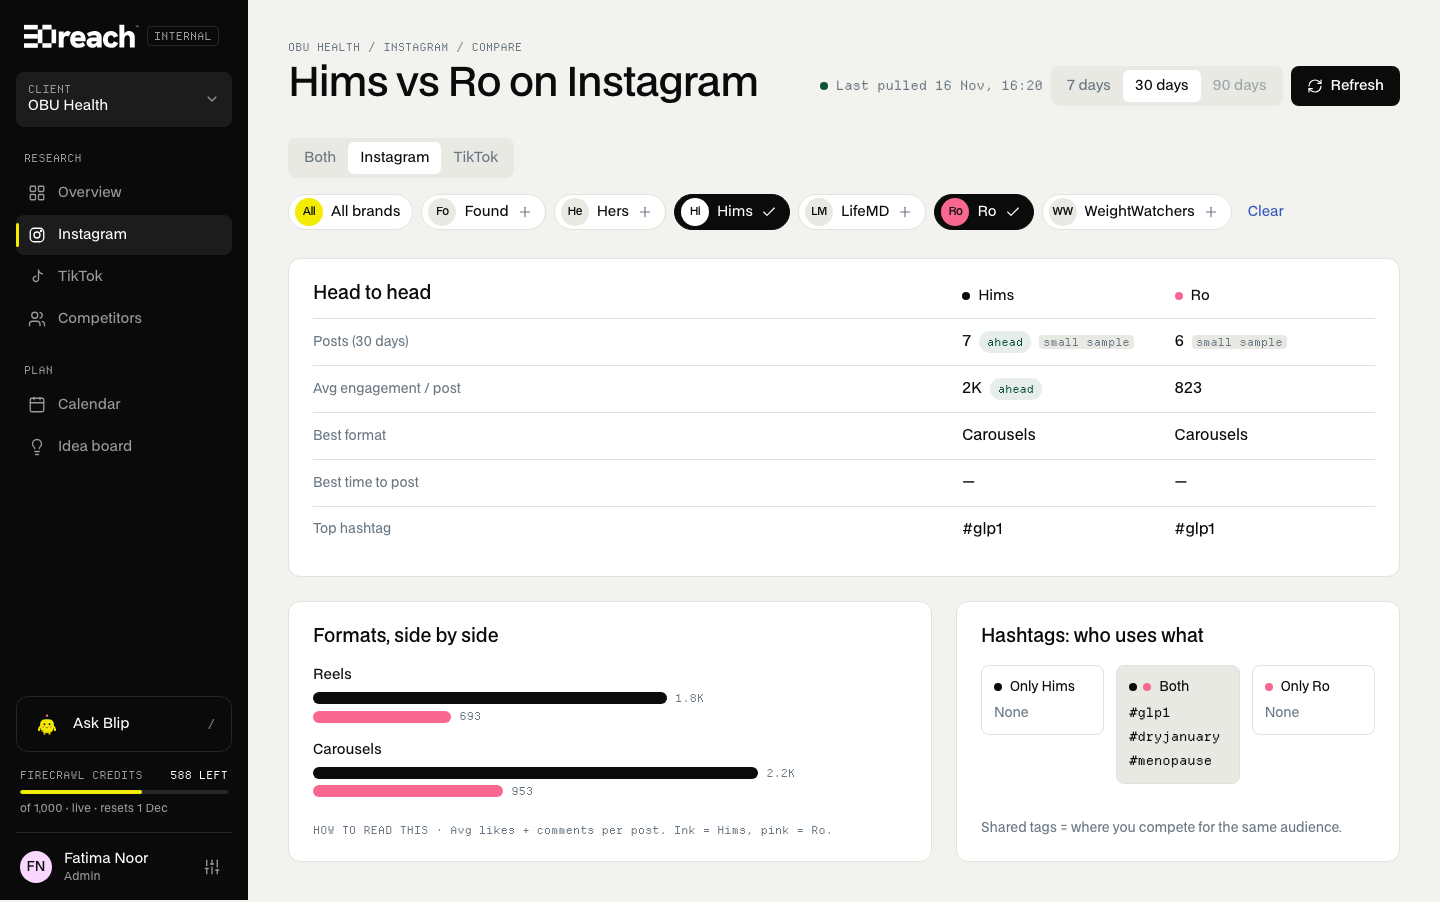 reach INTERNAL
CLIENT
OBU Health
RESEARCH
Overview
Instagram
TikTok
Competitors
PLAN
Calendar
Idea board
Ask Blip /
FIRECRAWL CREDITS 588 LEFT
of 1,000 · live · resets 1 Dec
FN Fatima Noor
Admin
OBU HEALTH / INSTAGRAM / COMPARE
Hims vs Ro on Instagram
Last pulled 16 Nov, 16:20 7 days 30 days 90 days Refresh
Both Instagram TikTok
All All brands Fo Found + He Hers + HI Hims LM LifeMD + Ro Ro WW WeightWatchers + Clear
Head to head Hims Ro
Posts (30 days) 7 ahead small sample 6 small sample
Avg engagement / post 2K ahead 823
Best format Carousels Carousels
Best time to post — —
Top hashtag #glp1 #glp1
Formats, side by side
Reels
1.8K
693
Carousels
2.2K
953
HOW TO READ THIS · Avg likes + comments per post. Ink = Hims, pink = Ro.
Hashtags: who uses what
Only Hims
None
Both
#glp1
#dryjanuary
#menopause
Only Ro
None
Shared tags = where you compete for the same audience.